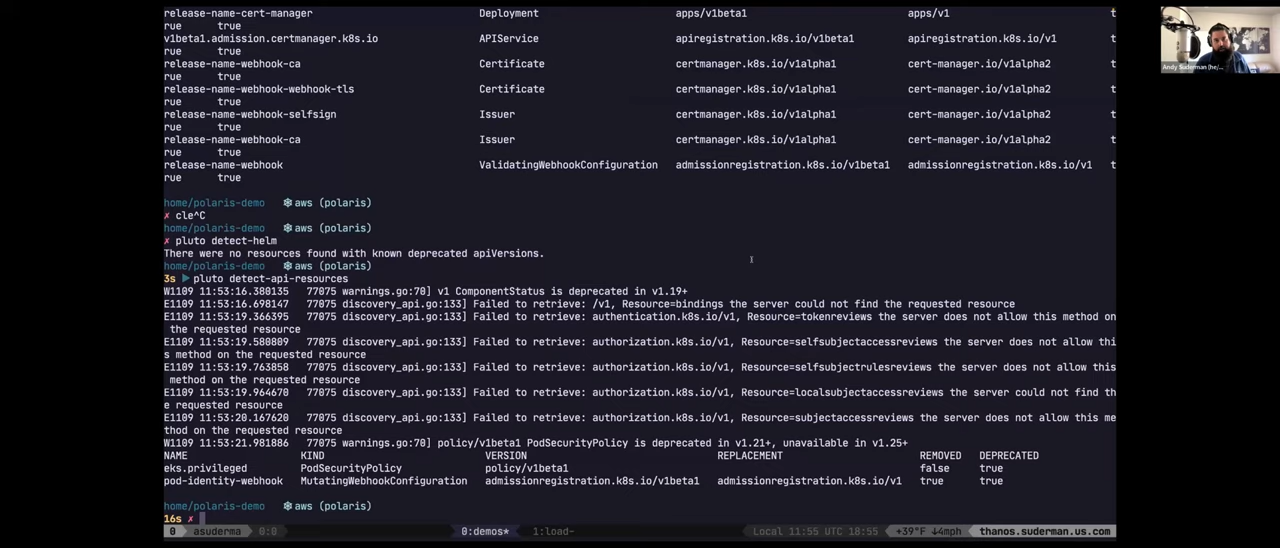 release-name-cert-manager Deployment apps/v1beta1 apps/v1 t
rue true
v1beta1.admission.certmanager.k8s.io APIService apiregistration.k8s.io/v1beta1 apiregistration.k8s.io/v1 t
rue true
release-name-webhook-ca Certificate certmanager.k8s.io/v1alpha1 cert-manager.io/v1alpha2 t
rue true
release-name-webhook-webhook-tls Certificate certmanager.k8s.io/v1alpha1 cert-manager.io/v1alpha2 t
rue true
release-name-webhook-selfsign Issuer certmanager.k8s.io/v1alpha1 cert-manager.io/v1alpha2 t
rue true
release-name-webhook-ca Issuer certmanager.k8s.io/v1alpha1 cert-manager.io/v1alpha2 t
rue true
release-name-webhook ValidatingWebhookConfiguration admissionregistration.k8s.io/v1beta1 admissionregistration.k8s.io/v1 t
rue true
home/polaris-demo aws (polaris)
✗ cle^C
home/polaris-demo aws (polaris)
✗ pluto detect-helm
There were no resources found with known deprecated apiVersions.
home/polaris-demo aws (polaris)
3s ▶ pluto detect-api-resources
W1109 11:53:16.380135 77075 warnings.go:70] v1 ComponentStatus is deprecated in v1.19+
E1109 11:53:16.698147 77075 discovery_api.go:133] Failed to retrieve: /v1, Resource=bindings the server could not find the requested resource
E1109 11:53:19.366395 77075 discovery_api.go:133] Failed to retrieve: authentication.k8s.io/v1, Resource=tokenreviews the server does not allow this method on
the requested resource
E1109 11:53:19.580809 77075 discovery_api.go:133] Failed to retrieve: authorization.k8s.io/v1, Resource=selfsubjectaccessreviews the server does not allow thi
s method on the requested resource
E1109 11:53:19.763058 77075 discovery_api.go:133] Failed to retrieve: authorization.k8s.io/v1, Resource=selfsubjectrulesreviews the server does not allow this
method on the requested resource
E1109 11:53:19.964670 77075 discovery_api.go:133] Failed to retrieve: authorization.k8s.io/v1, Resource=localsubjectaccessreviews the server could not find th
e requested resource
E1109 11:53:20.167620 77075 discovery_api.go:133] Failed to retrieve: authorization.k8s.io/v1, Resource=subjectaccessreviews the server does not allow this me
thod on the requested resource
W1109 11:53:21.981886 77075 warnings.go:70] policy/v1beta1 PodSecurityPolicy is deprecated in v1.21+, unavailable in v1.25+
NAME KIND VERSION REPLACEMENT REMOVED DEPRECATED
eks.privileged PodSecurityPolicy policy/v1beta1 false true
pod-identity-webhook MutatingWebhookConfiguration admissionregistration.k8s.io/v1beta1 admissionregistration.k8s.io/v1 true true
home/polaris-demo aws (polaris)
16s ✗
0 asuderma 0:0 0:demos* 1:load- Local 11:55 UTC 18:55 +39°F ↓4mph thanos.suderman.us.com
Andy Suderman (he/...